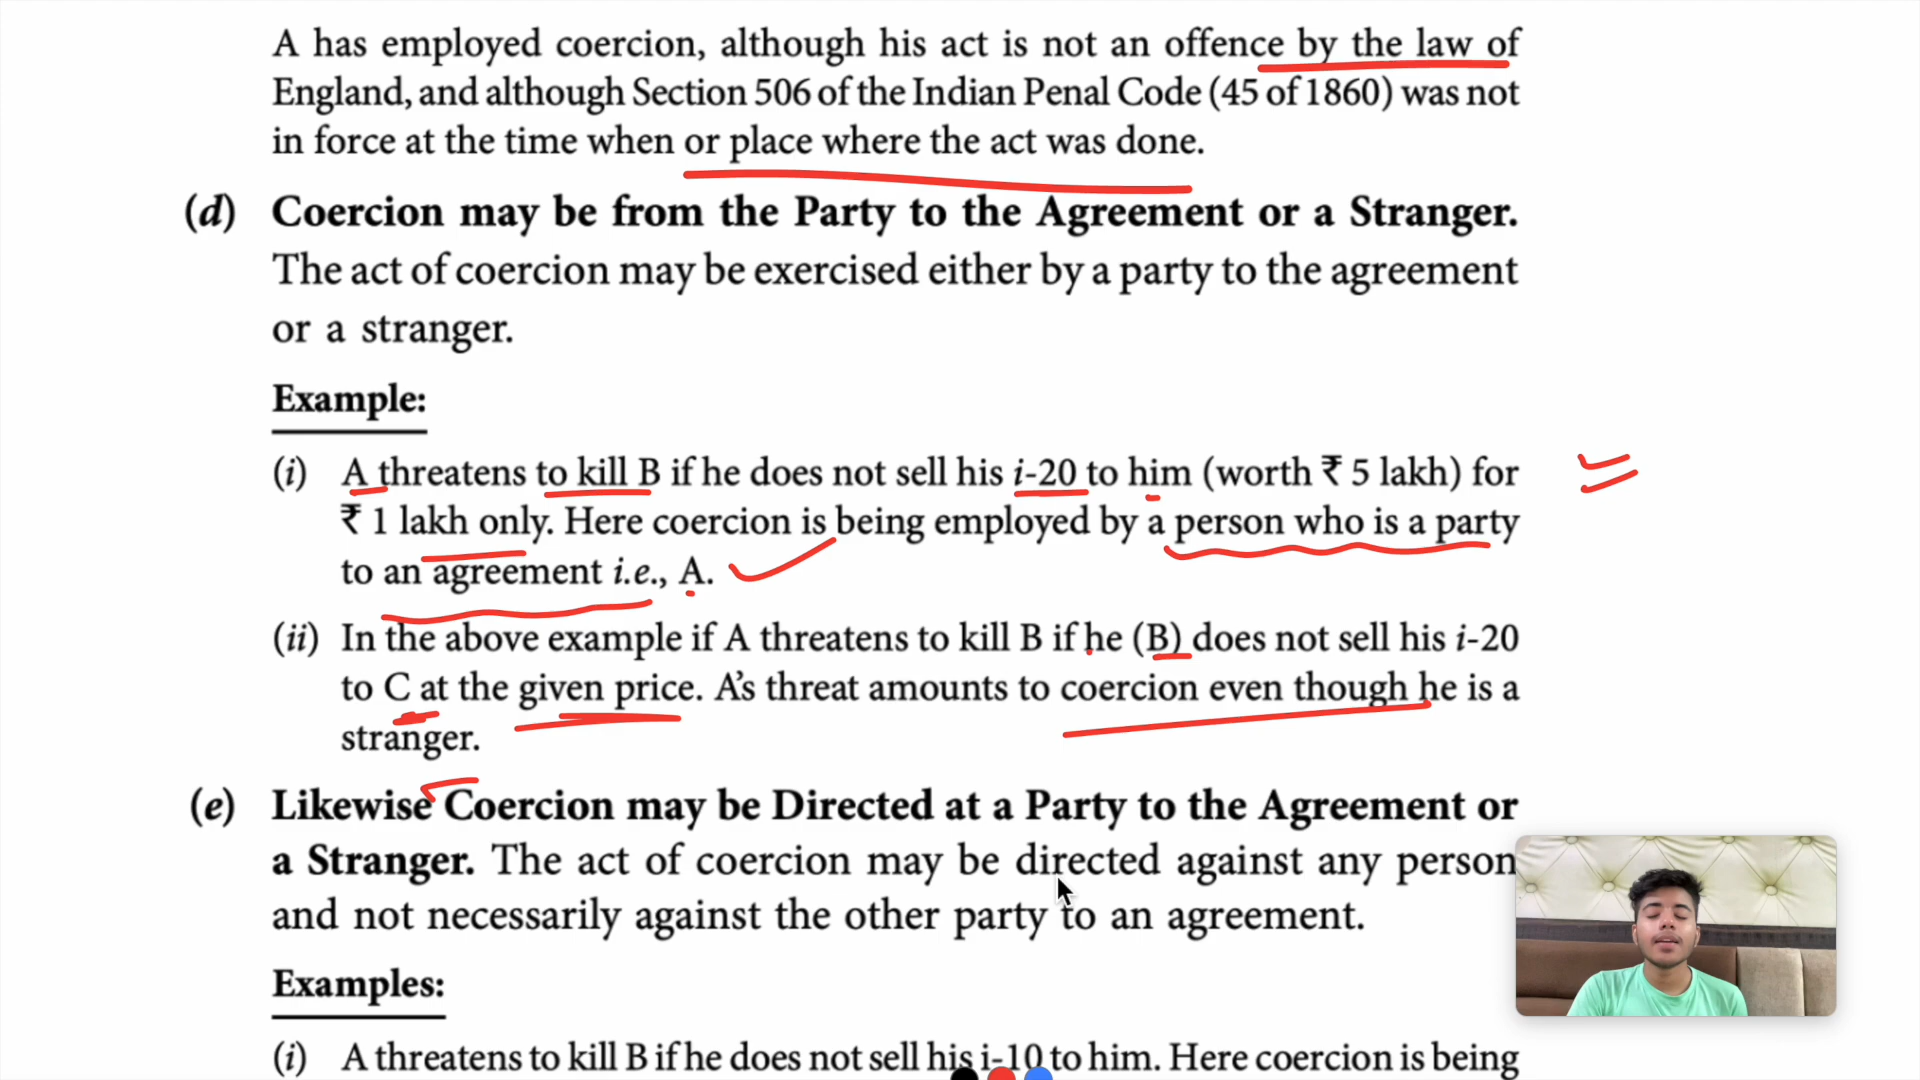 A has employed coercion, although his act is not an offence by the law of
England, and although Section 506 of the Indian Penal Code (45 of 1860) was not
in force at the time when or place where the act was done.
(d) Coercion may be from the Party to the Agreement or a Stranger.
The act of coercion may be exercised either by a party to the agreement
or a stranger.
Example:
(i) A threatens to kill B if he does not sell his i-20 to him (worth ₹ 5 lakh) for
₹ 1 lakh only. Here coercion is being employed by a person who is a party
to an agreement i.e., A.
(ii) In the above example if A threatens to kill B if he (B) does not sell his i-20
to C at the given price. A's threat amounts to coercion even though he is a
stranger.
(e) Likewise Coercion may be Directed at a Party to the Agreement or
a Stranger. The act of coercion may be directed against any person
and not necessarily against the other party to an agreement.
Examples:
(i) A threatens to kill B if he does not sell his i-10 to him. Here coercion is being